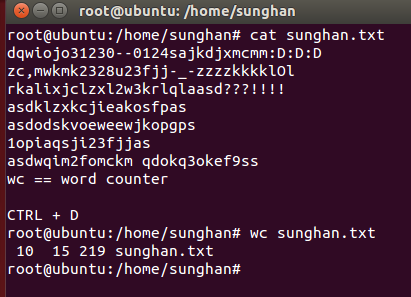 root@ubuntu: /home/sunghan
root@ubuntu:/home/sunghan# cat sunghan.txt
dqwiojo31230--0124sajkdjxmcmm:D:D:D
zc,mwkmk2328u23fjj-_-zzzzkkkklOl
rkalixjclzxl2w3krlqlaasd???!!!!
asdklzxkcjieakosfpas
asdodskvoeweewjkopgps
1opiaqsji23fjjas
asdwqim2fomckm qdokq3okef9ss
wc == word counter
CTRL + D
root@ubuntu:/home/sunghan# wc sunghan.txt
10 15 219 sunghan.txt
root@ubuntu:/home/sunghan#